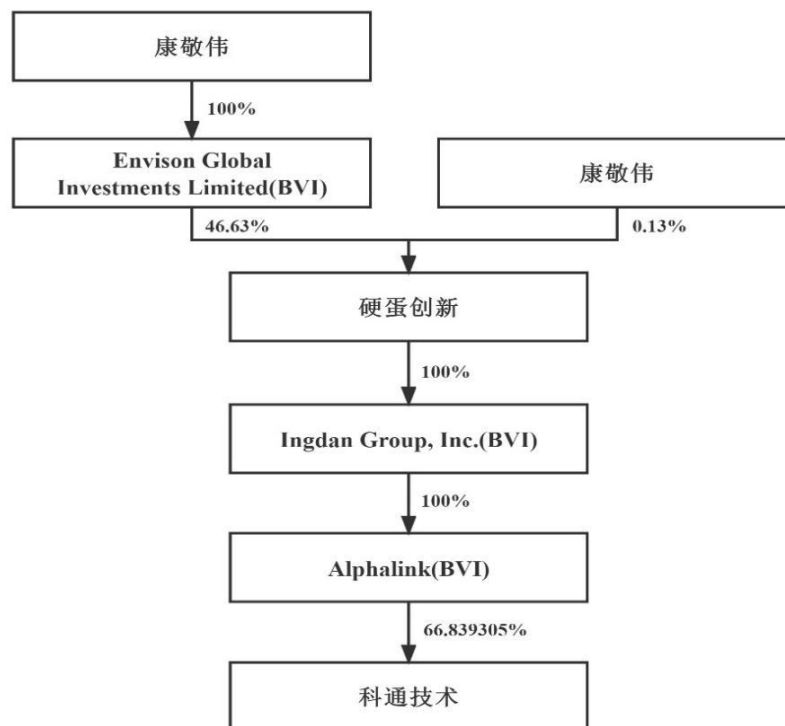 康敬伟
100%
Envison Global
Investments Limited(BVI)
康敬伟
46.63%
0.13%
硬蛋创新
100%
Ingdan Group, Inc.(BVI)
100%
Alphalink(BVI)
66.839305%
科通技术